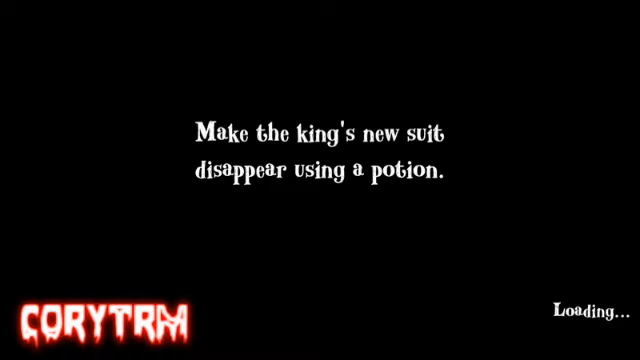 Make the king's new suit
disappear using a potion.
CORYTRM
Loading...